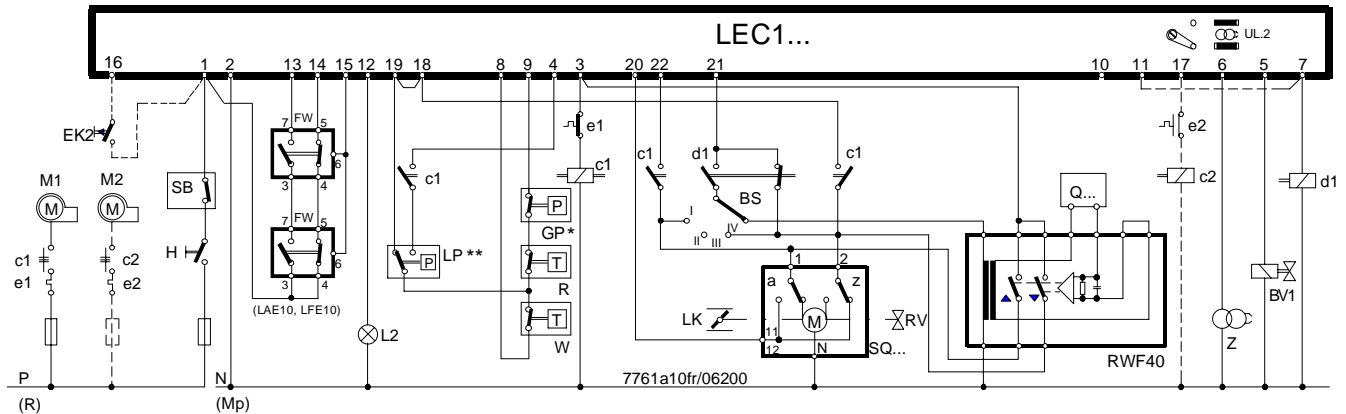 LEC1...
UL.2
16 1 2 13 14 15 12 19 18 8 9 4 3 20 22 21 10 11 17 6 5 7
EK2
7 FW 5
6
3 4
e1
e2
c1 d1 c1
c1
c1
c2
d1
M1 M2
M M
SB
P
GP *
Q...
BS
I
II III IV
7 FW 5
6
3 4
H
LP **
P
T
R
c1 c2
e1 e2
1 2
a z
BV1
(LAE10, LFE10)
LK
M
RV
L2
T
W
11
12 N
SQ...
RWF40
Z
P N
7761a10fr/06200
(R) (Mp)